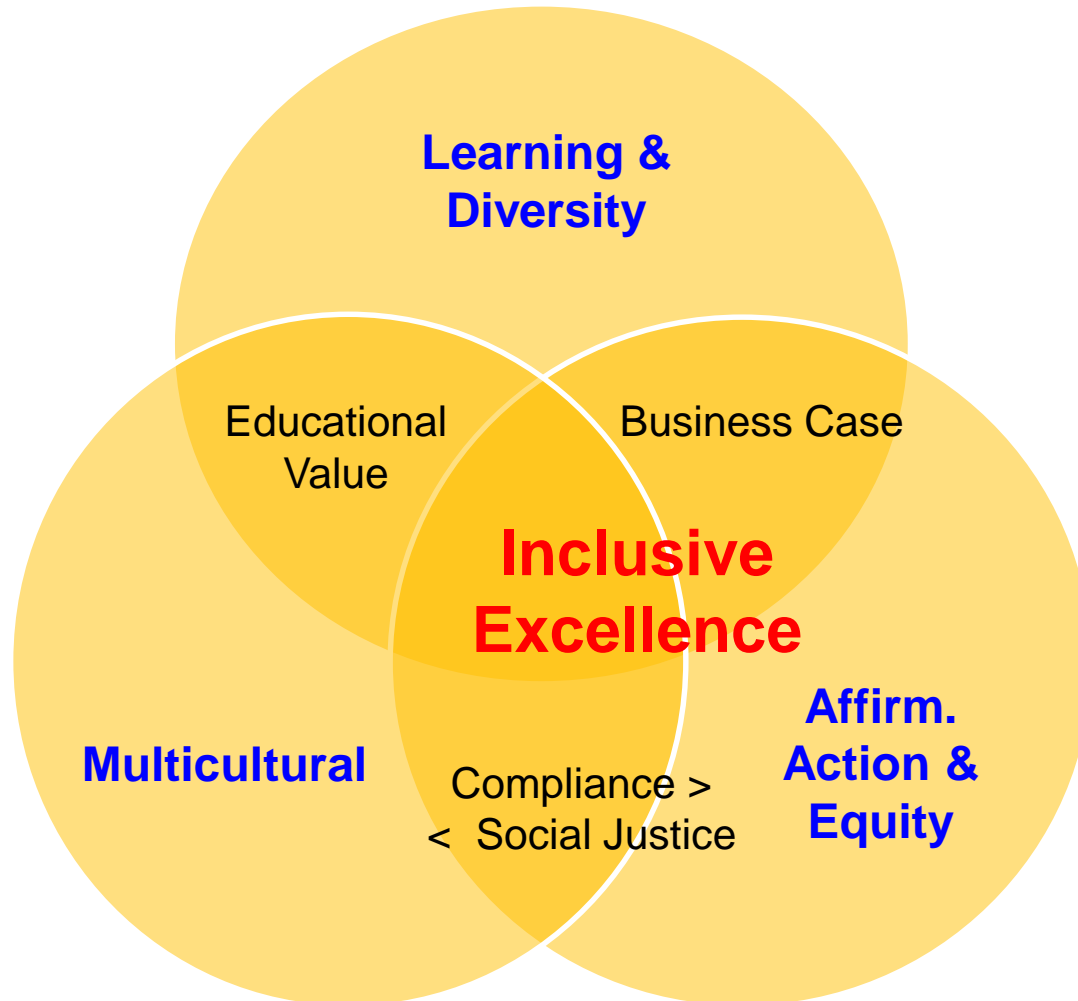 Learning &
Diversity
Educational
Value
Business Case
Inclusive
Excellence
Multicultural
Affirm.
Action &
Equity
Compliance >
< Social Justice